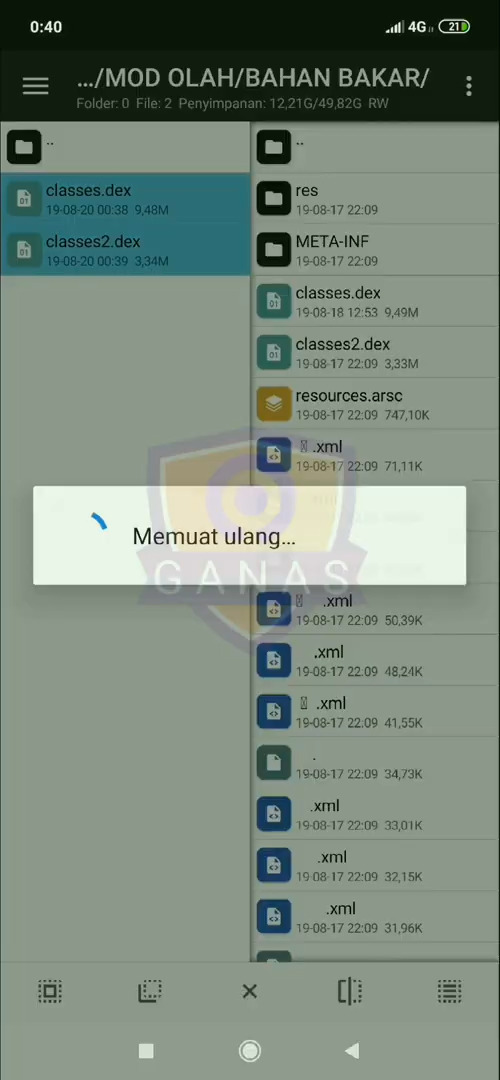 0:40
4G
21
.../MOD OLAH/BAHAN BAKAR/
Folder: 0 File: 2 Penyimpanan: 12,21G/49,82G RW
..
classes.dex
19-08-20 00:38 9,48M
classes2.dex
19-08-20 00:39 3,34M
..
res
19-08-17 22:09
META-INF
19-08-17 22:09
classes.dex
19-08-18 12:53 9,49M
classes2.dex
19-08-17 22:09 3,33M
resources.arsc
19-08-17 22:09 747,10K
.xml
19-08-17 22:09 71,11K
Memuat ulang...
GANAS
.xml
19-08-17 22:09 50,39K
.xml
19-08-17 22:09 48,24K
.xml
19-08-17 22:09 41,55K
.
19-08-17 22:09 34,73K
.xml
19-08-17 22:09 33,01K
.xml
19-08-17 22:09 32,15K
.xml
19-08-17 22:09 31,96K